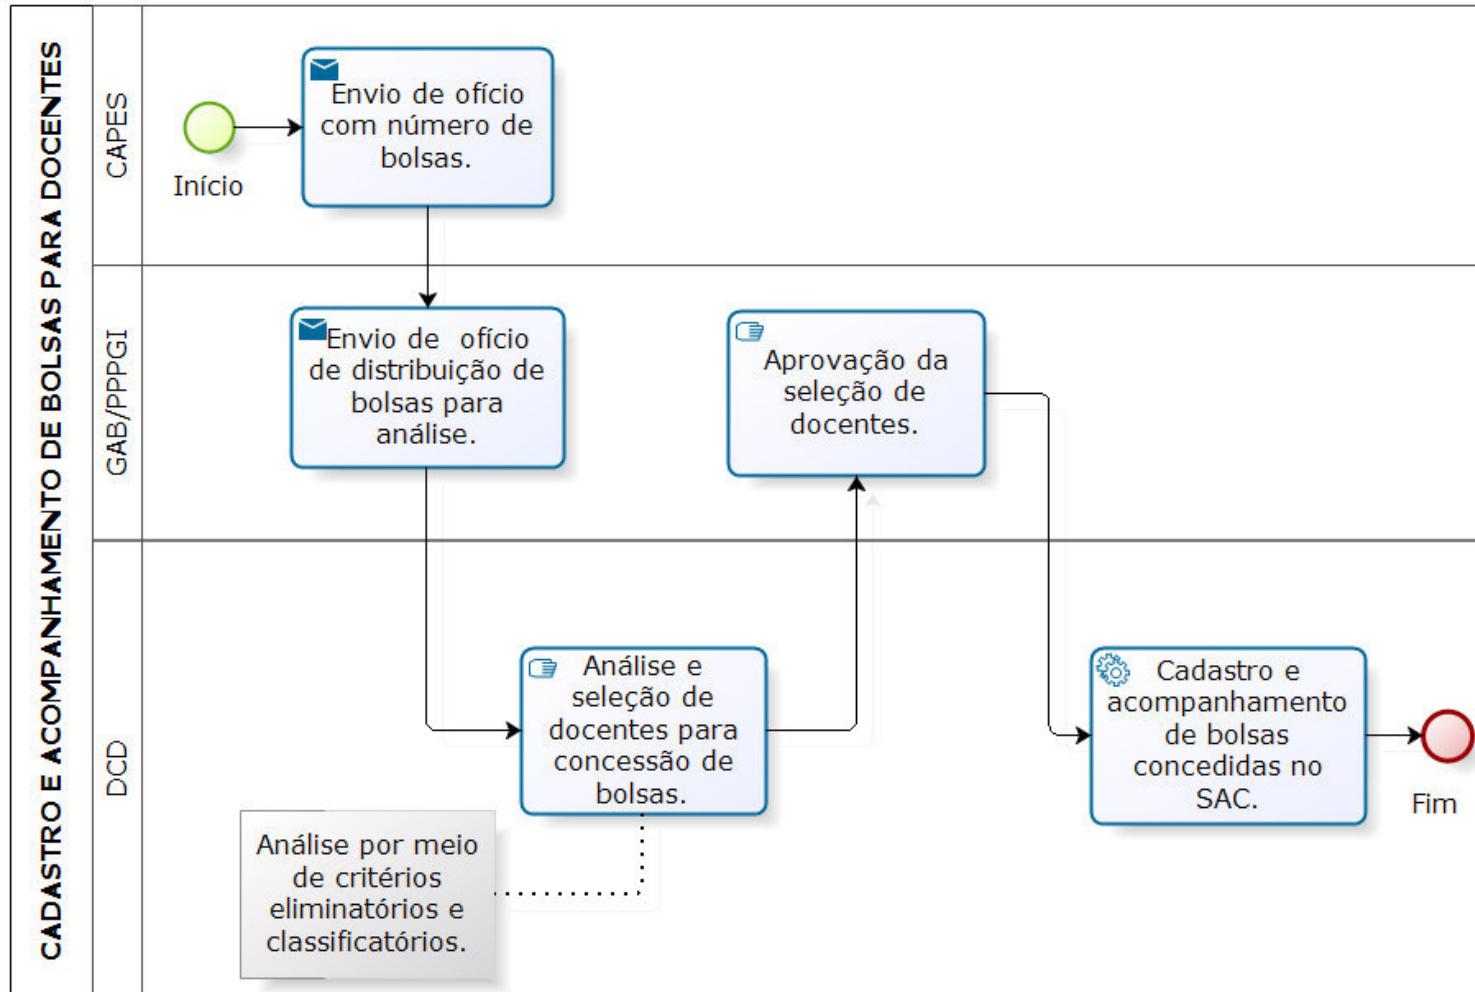 CADASTRO E ACOMPANHAMENTO DE BOLSAS PARA DOCENTES
CAPES
Início
Envio de ofício
com número de
bolsas.
GAB/PPPGI
Envio de ofício
de distribuição de
bolsas para
análise.
Aprovação da
seleção de
docentes.
DCD
Análise e
seleção de
docentes para
concessão de
bolsas.
Análise por meio
de critérios
eliminatórios e
classificatórios.
Cadastro e
acompanhamento
de bolsas
concedidas no
SAC.
Fim